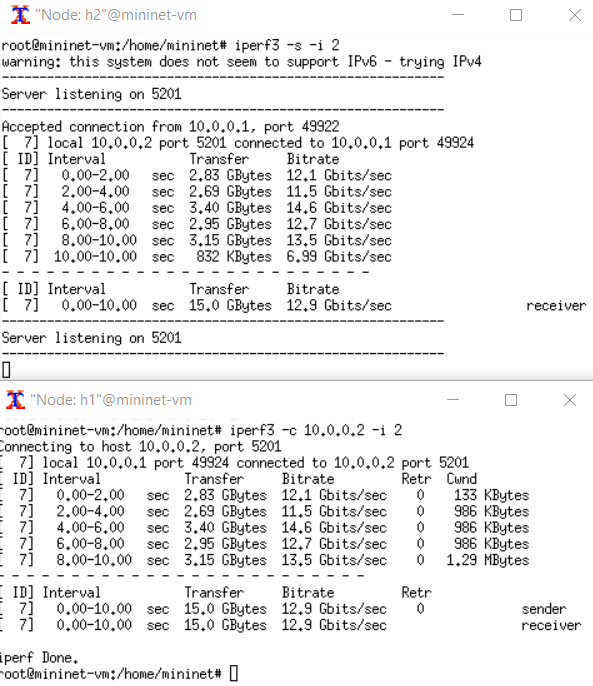 "Node: h2"@mininet-vm
root@mininet-vm:/home/mininet# iperf3 -s -i 2
warning: this system does not seem to support IPv6 - trying IPv4
-----------------------------------------------------------
Server listening on 5201
-----------------------------------------------------------
Accepted connection from 10.0.0.1, port 49922
[  7] local 10.0.0.2 port 5201 connected to 10.0.0.1 port 49924
[ ID] Interval           Transfer     Bitrate
[  7]   0.00-2.00   sec  2.83 GBytes  12.1 Gbits/sec
[  7]   2.00-4.00   sec  2.69 GBytes  11.5 Gbits/sec
[  7]   4.00-6.00   sec  3.40 GBytes  14.6 Gbits/sec
[  7]   6.00-8.00   sec  2.95 GBytes  12.7 Gbits/sec
[  7]   8.00-10.00  sec  3.15 GBytes  13.5 Gbits/sec
[  7]  10.00-10.00  sec   832 KBytes  6.99 Gbits/sec
- - - - - - - - - - - - - - - - - - - - - - - - -
[ ID] Interval           Transfer     Bitrate
[  7]   0.00-10.00  sec  15.0 GBytes  12.9 Gbits/sec                  receiver
-----------------------------------------------------------
Server listening on 5201
-----------------------------------------------------------
"Node: h1"@mininet-vm
root@mininet-vm:/home/mininet# iperf3 -c 10.0.0.2 -i 2
Connecting to host 10.0.0.2, port 5201
[  7] local 10.0.0.1 port 49924 connected to 10.0.0.2 port 5201
[ ID] Interval           Transfer     Bitrate         Retr  Cwnd
[  7]   0.00-2.00   sec  2.83 GBytes  12.1 Gbits/sec    0    133 KBytes
[  7]   2.00-4.00   sec  2.69 GBytes  11.5 Gbits/sec    0    986 KBytes
[  7]   4.00-6.00   sec  3.40 GBytes  14.6 Gbits/sec    0    986 KBytes
[  7]   6.00-8.00   sec  2.95 GBytes  12.7 Gbits/sec    0    986 KBytes
[  7]   8.00-10.00  sec  3.15 GBytes  13.5 Gbits/sec    0   1.29 MBytes
- - - - - - - - - - - - - - - - - - - - - - - - -
[ ID] Interval           Transfer     Bitrate         Retr
[  7]   0.00-10.00  sec  15.0 GBytes  12.9 Gbits/sec    0             sender
[  7]   0.00-10.00  sec  15.0 GBytes  12.9 Gbits/sec                  receiver
iperf Done.
root@mininet-vm:/home/mininet#